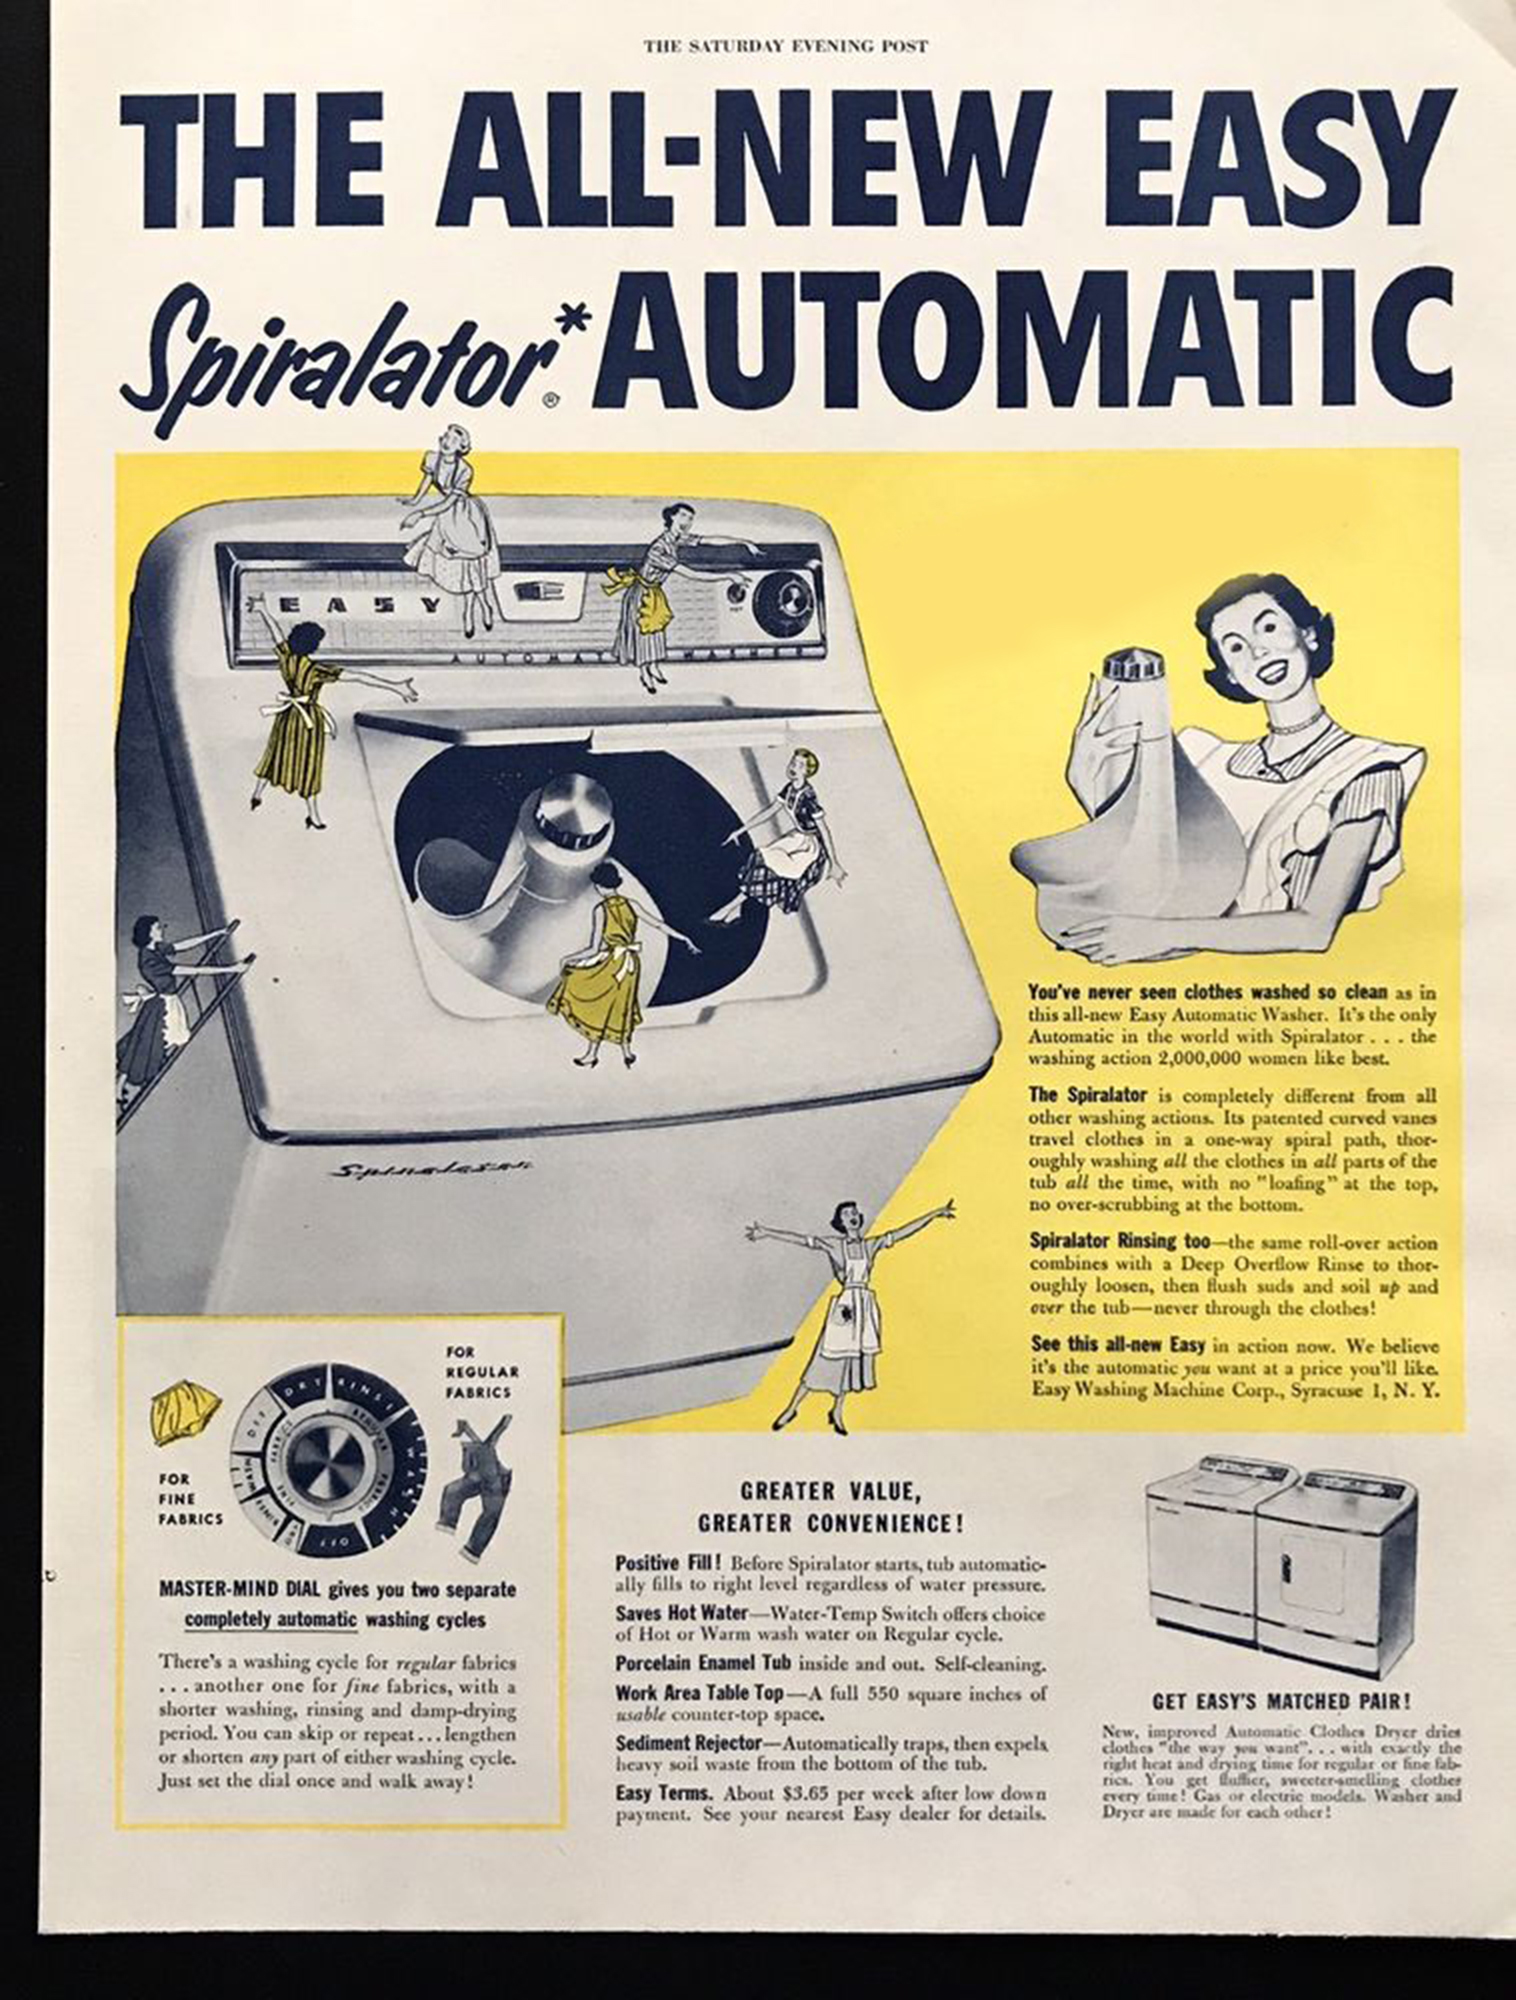 THE SATURDAY EVENING POST
THE ALL-NEW EASY
Spiralator®* AUTOMATIC
EASY
AUTOMATIC WASHER
Spiralator
You've never seen clothes washed so clean as in
this all-new Easy Automatic Washer. It's the only
Automatic in the world with Spiralator . . . the
washing action 2,000,000 women like best.
The Spiralator is completely different from all
other washing actions. Its patented curved vanes
travel clothes in a one-way spiral path, thor-
oughly washing all the clothes in all parts of the
tub all the time, with no "loafing" at the top,
no over-scrubbing at the bottom.
Spiralator Rinsing too—the same roll-over action
combines with a Deep Overflow Rinse to thor-
oughly loosen, then flush suds and soil up and
over the tub—never through the clothes!
See this all-new Easy in action now. We believe
it's the automatic you want at a price you'll like.
Easy Washing Machine Corp., Syracuse 1, N. Y.
FOR
REGULAR
FABRICS
FOR
FINE
FABRICS
DRY RINSE WASH OFF
REGULAR FABRICS
FINE FABRICS
OFF WASH RINSE DRY
MASTER-MIND DIAL gives you two separate
completely automatic washing cycles
There's a washing cycle for regular fabrics
. . . another one for fine fabrics, with a
shorter washing, rinsing and damp-drying
period. You can skip or repeat . . . lengthen
or shorten any part of either washing cycle.
Just set the dial once and walk away!
GREATER VALUE,
GREATER CONVENIENCE!
Positive Fill! Before Spiralator starts, tub automatic-
ally fills to right level regardless of water pressure.
Saves Hot Water—Water-Temp Switch offers choice
of Hot or Warm wash water on Regular cycle.
Porcelain Enamel Tub inside and out. Self-cleaning.
Work Area Table Top—A full 550 square inches of
usable counter-top space.
Sediment Rejector—Automatically traps, then expels
heavy soil waste from the bottom of the tub.
Easy Terms. About $3.65 per week after low down
payment. See your nearest Easy dealer for details.
GET EASY'S MATCHED PAIR!
New, improved Automatic Clothes Dryer dries
clothes "the way you want". . . with exactly the
right heat and drying time for regular or fine fab-
rics. You get fluffier, sweeter-smelling clothes
every time! Gas or electric models. Washer and
Dryer are made for each other!